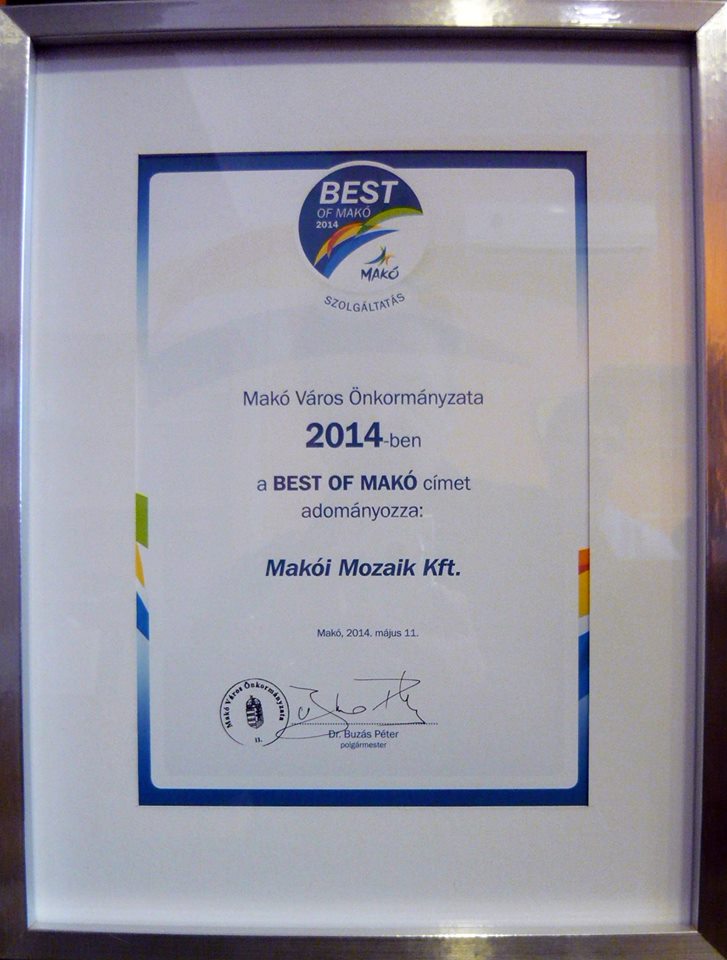 BEST
OF MAKÓ
2014
MAKÓ
SZOLGÁLTATÁS
Makó Város Önkormányzata
2014-ben
a BEST OF MAKÓ címet
adományozza:
Makói Mozaik Kft.
Makó, 2014. május 11.
Makó Város Önkormányzata
11.
Dr. Buzás Péter
polgármester